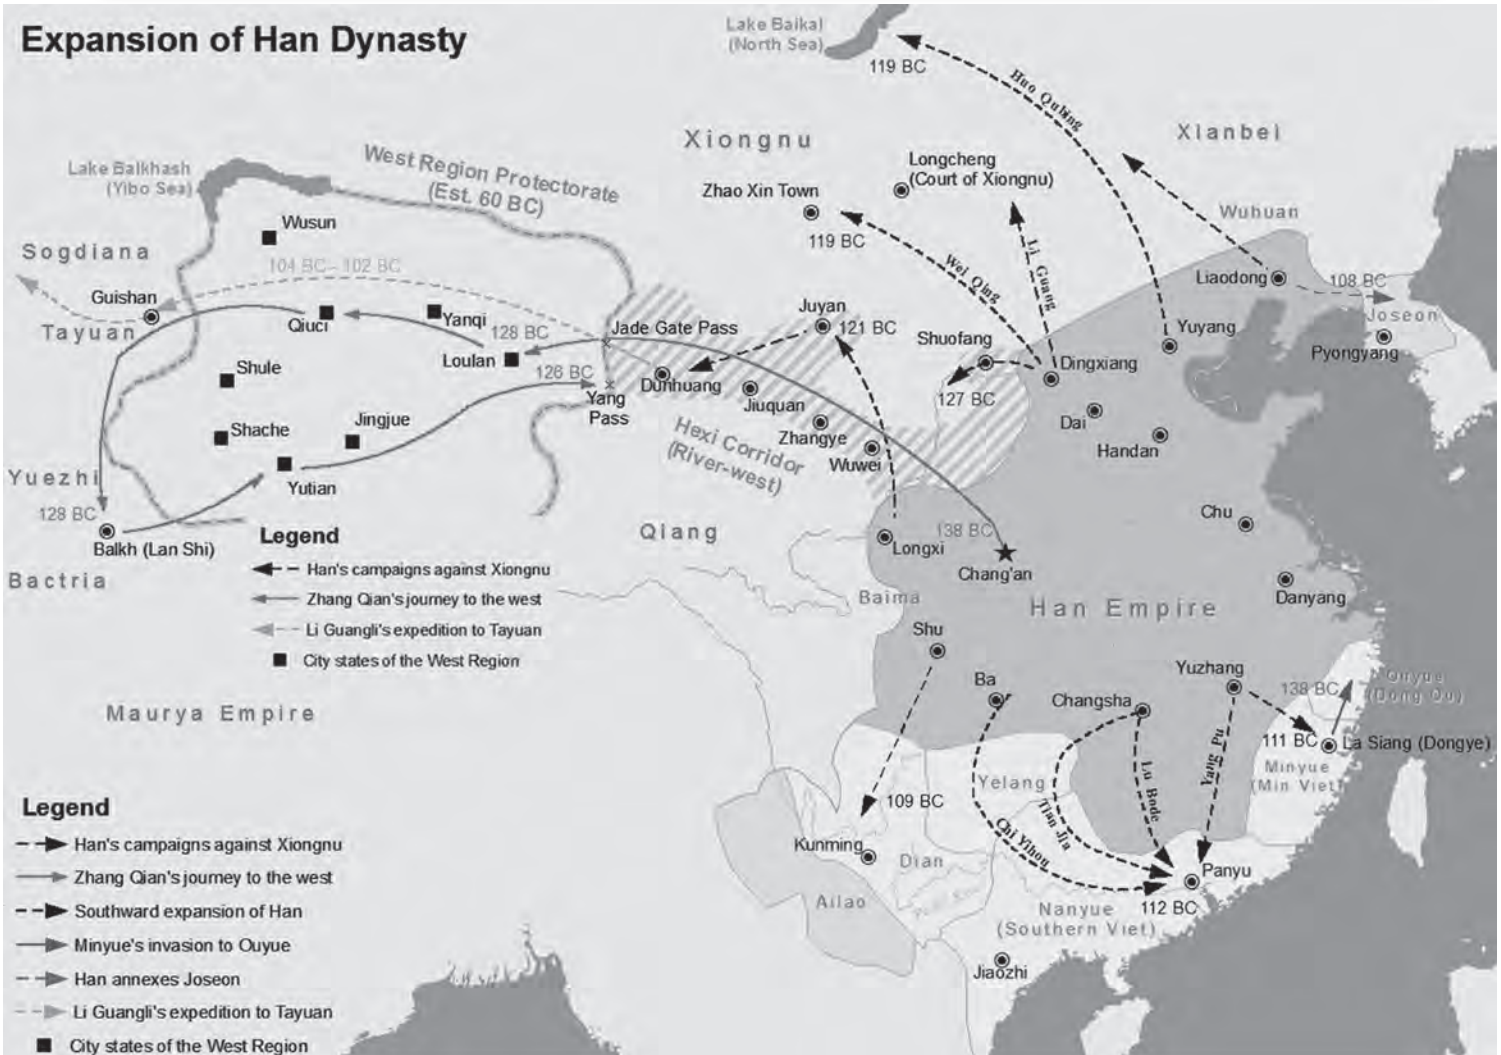 Expansion of Han Dynasty
Lake Baikal
(North Sea)
119 BC
Huo Qubing
Xianbei
Xiongnu
Longcheng
(Court of Xiongnu)
Zhao Xin Town
119 BC
Wei Qing
Li Guang
Wuhuan
Liaodong
108 BC
Joseon
Pyongyang
Yuyang
Lake Balkhash
(Yibo Sea)
West Region Protectorate
(Est. 60 BC)
Wusun
Sogdiana
104 BC - 102 BC
Guishan
Tayuan
Qiuci
Yanqi
128 BC
Loulan
Jade Gate Pass
Juyan
121 BC
Shuofang
Dingxiang
127 BC
Dai
Handan
Shule
126 BC
Yang
Pass
Dunhuang
Jiuquan
Zhangye
Wuwei
Hexi Corridor
(River-west)
Shache
Jingjue
Yutian
Yuezhi
128 BC
Balkh (Lan Shi)
Bactria
Qiang
138 BC
Longxi
Chang'an
Chu
Danyang
Baima
Han Empire
Legend
Han's campaigns against Xiongnu
Zhang Qian's journey to the west
Li Guangli's expedition to Tayuan
City states of the West Region
Maurya Empire
Shu
Ba
Changsha
Yuzhang
138 BC
Ouyue
(Dong Ou)
111 BC
La Siang (Dongye)
Minyue
(Min Viet)
Yang Pu
Lu Bode
Tian Jia
Chi Yihou
Yelang
109 BC
Kunming
Dian
Ailao
Panyu
112 BC
Nanyue
(Southern Viet)
Jiaozhi
Legend
Han's campaigns against Xiongnu
Zhang Qian's journey to the west
Southward expansion of Han
Minyue's invasion to Ouyue
Han annexes Joseon
Li Guangli's expedition to Tayuan
City states of the West Region